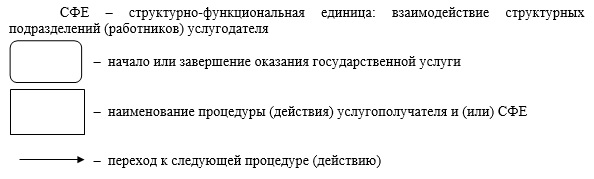 СФЕ – структурно-функциональная единица: взаимодействие структурных
подразделений (работников) услугодателя
– начало или завершение оказания государственной услуги
– наименование процедуры (действия) услугополучателя и (или) СФЕ
– переход к следующей процедуре (действию)